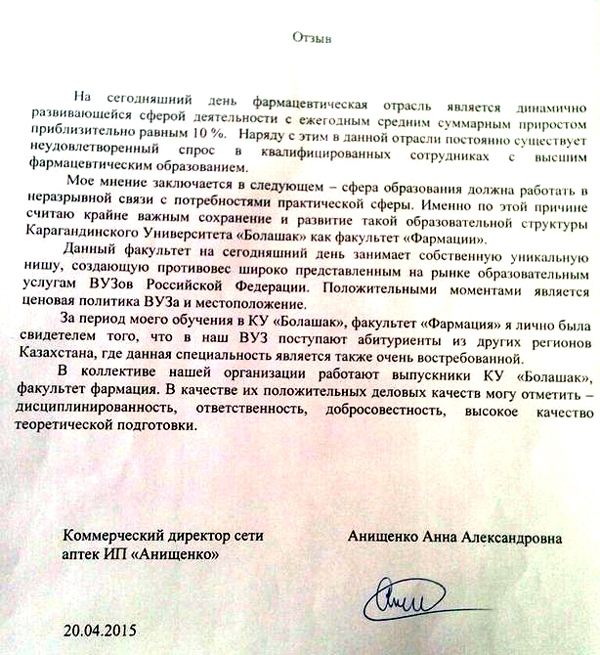 Отзыв
На сегодняшний день фармацевтическая отрасль является динамично
развивающейся сферой деятельности с ежегодным средним суммарным приростом
приблизительно равным 10 %. Наряду с этим в данной отрасли постоянно существует
неудовлетворенный спрос в квалифицированных сотрудниках с высшим
фармацевтическим образованием.
Мое мнение заключается в следующем – сфера образования должна работать в
неразрывной связи с потребностями практической сферы. Именно по этой причине
считаю крайне важным сохранение и развитие такой образовательной структуры
Карагандинского Университета «Болашак» как факультет «Фармации».
Данный факультет на сегодняшний день занимает собственную уникальную
нишу, создающую противовес широко представленным на рынке образовательным
услугам ВУЗов Российской Федерации. Положительными моментами является
ценовая политика ВУЗа и местоположение.
За период моего обучения в КУ «Болашак», факультет «Фармация» я лично была
свидетелем того, что в наш ВУЗ поступают абитуриенты из других регионов
Казахстана, где данная специальность является также очень востребованной.
В коллективе нашей организации работают выпускники КУ «Болашак»,
факультет фармация. В качестве их положительных деловых качеств могу отметить –
дисциплинированность, ответственность, добросовестность, высокое качество
теоретической подготовки.
Коммерческий директор сети Анищенко Анна Александровна
аптек ИП «Анищенко»
20.04.2015